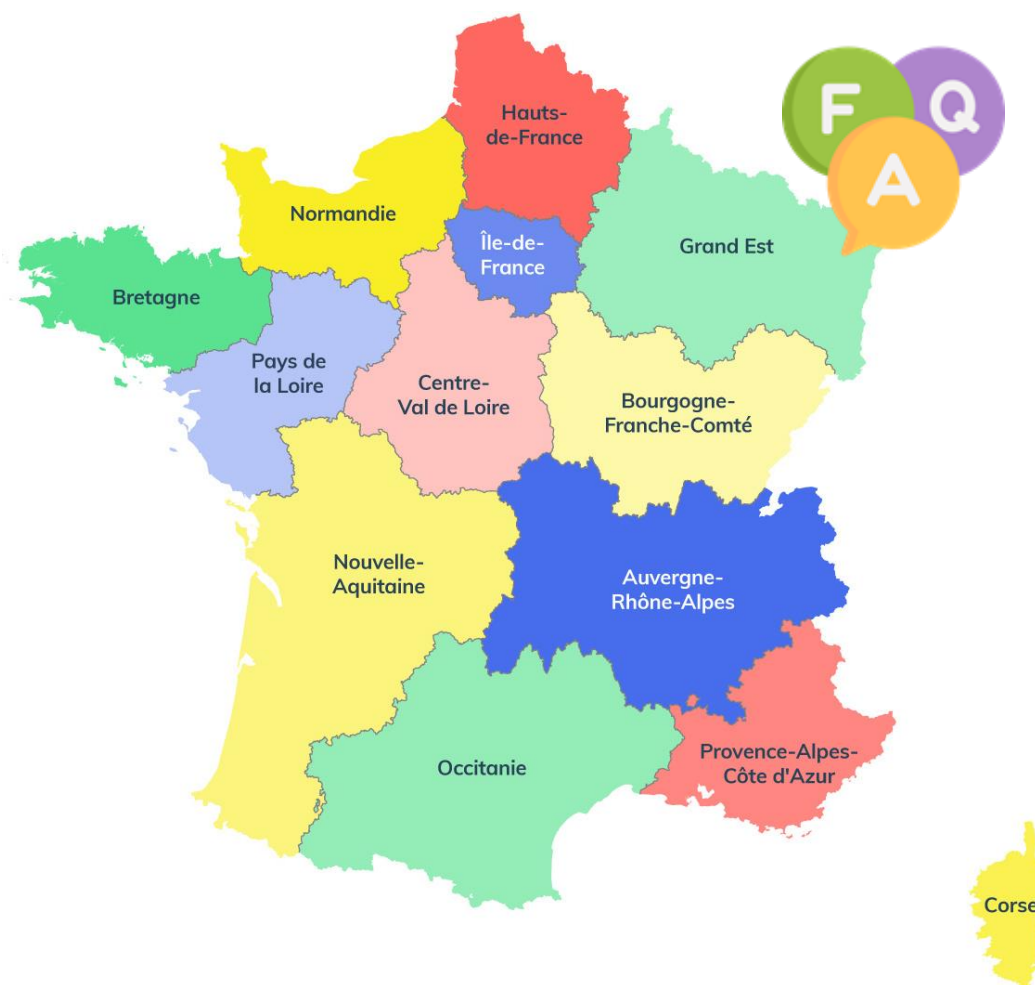 Hauts-
de-France
F Q
A
Normandie
Île-de-
France
Grand Est
Bretagne
Pays de
la Loire
Centre-
Val de Loire
Bourgogne-
Franche-Comté
Nouvelle-
Aquitaine
Auvergne-
Rhône-Alpes
Occitanie
Provence-Alpes-
Côte d'Azur
Corse